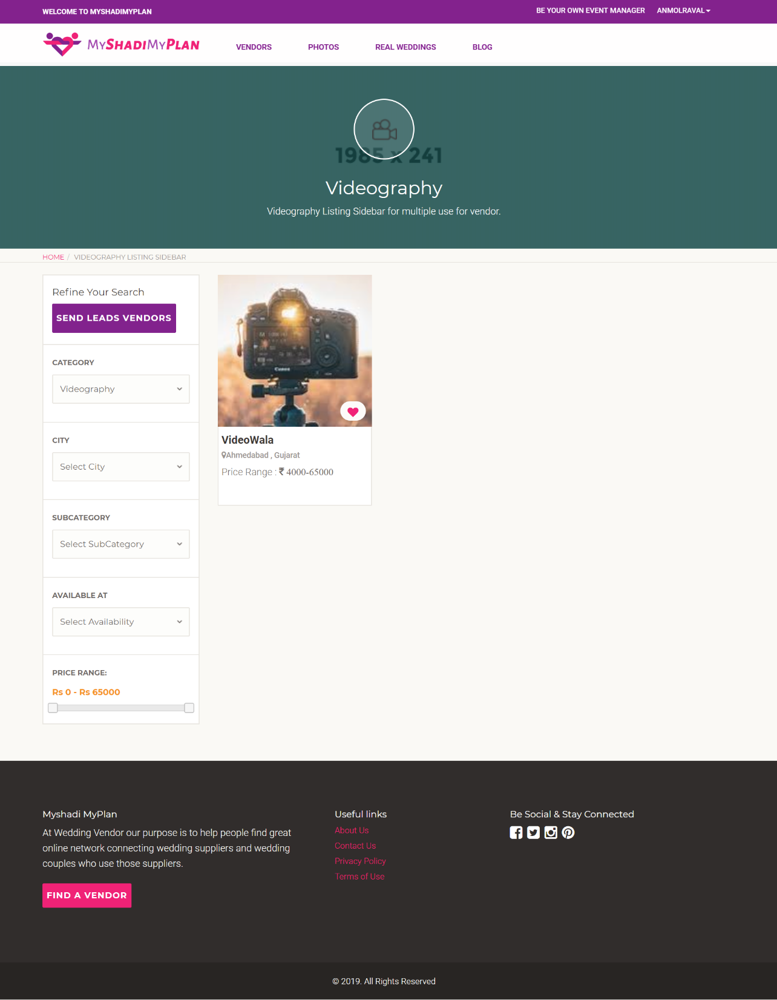 WELCOME TO MYSHADIMYPLAN
BE YOUR OWN EVENT MANAGER
ANMOLRAVAL
MYSHADIMYPLAN
VENDORS
PHOTOS
REAL WEDDINGS
BLOG
1985 x 241
Videography
Videography Listing Sidebar for multiple use for vendor.
HOME / VIDEOGRAPHY LISTING SIDEBAR
Refine Your Search
SEND LEADS VENDORS
CATEGORY
Videography
CITY
Select City
SUBCATEGORY
Select SubCategory
AVAILABLE AT
Select Availability
PRICE RANGE:
Rs 0 - Rs 65000
Canon
VideoWala
Ahmedabad , Gujarat
Price Range : ₹ 4000-65000
Myshadi MyPlan
At Wedding Vendor our purpose is to help people find great
online network connecting wedding suppliers and wedding
couples who use those suppliers.
FIND A VENDOR
Useful links
About Us
Contact Us
Privacy Policy
Terms of Use
Be Social & Stay Connected
© 2019. All Rights Reserved